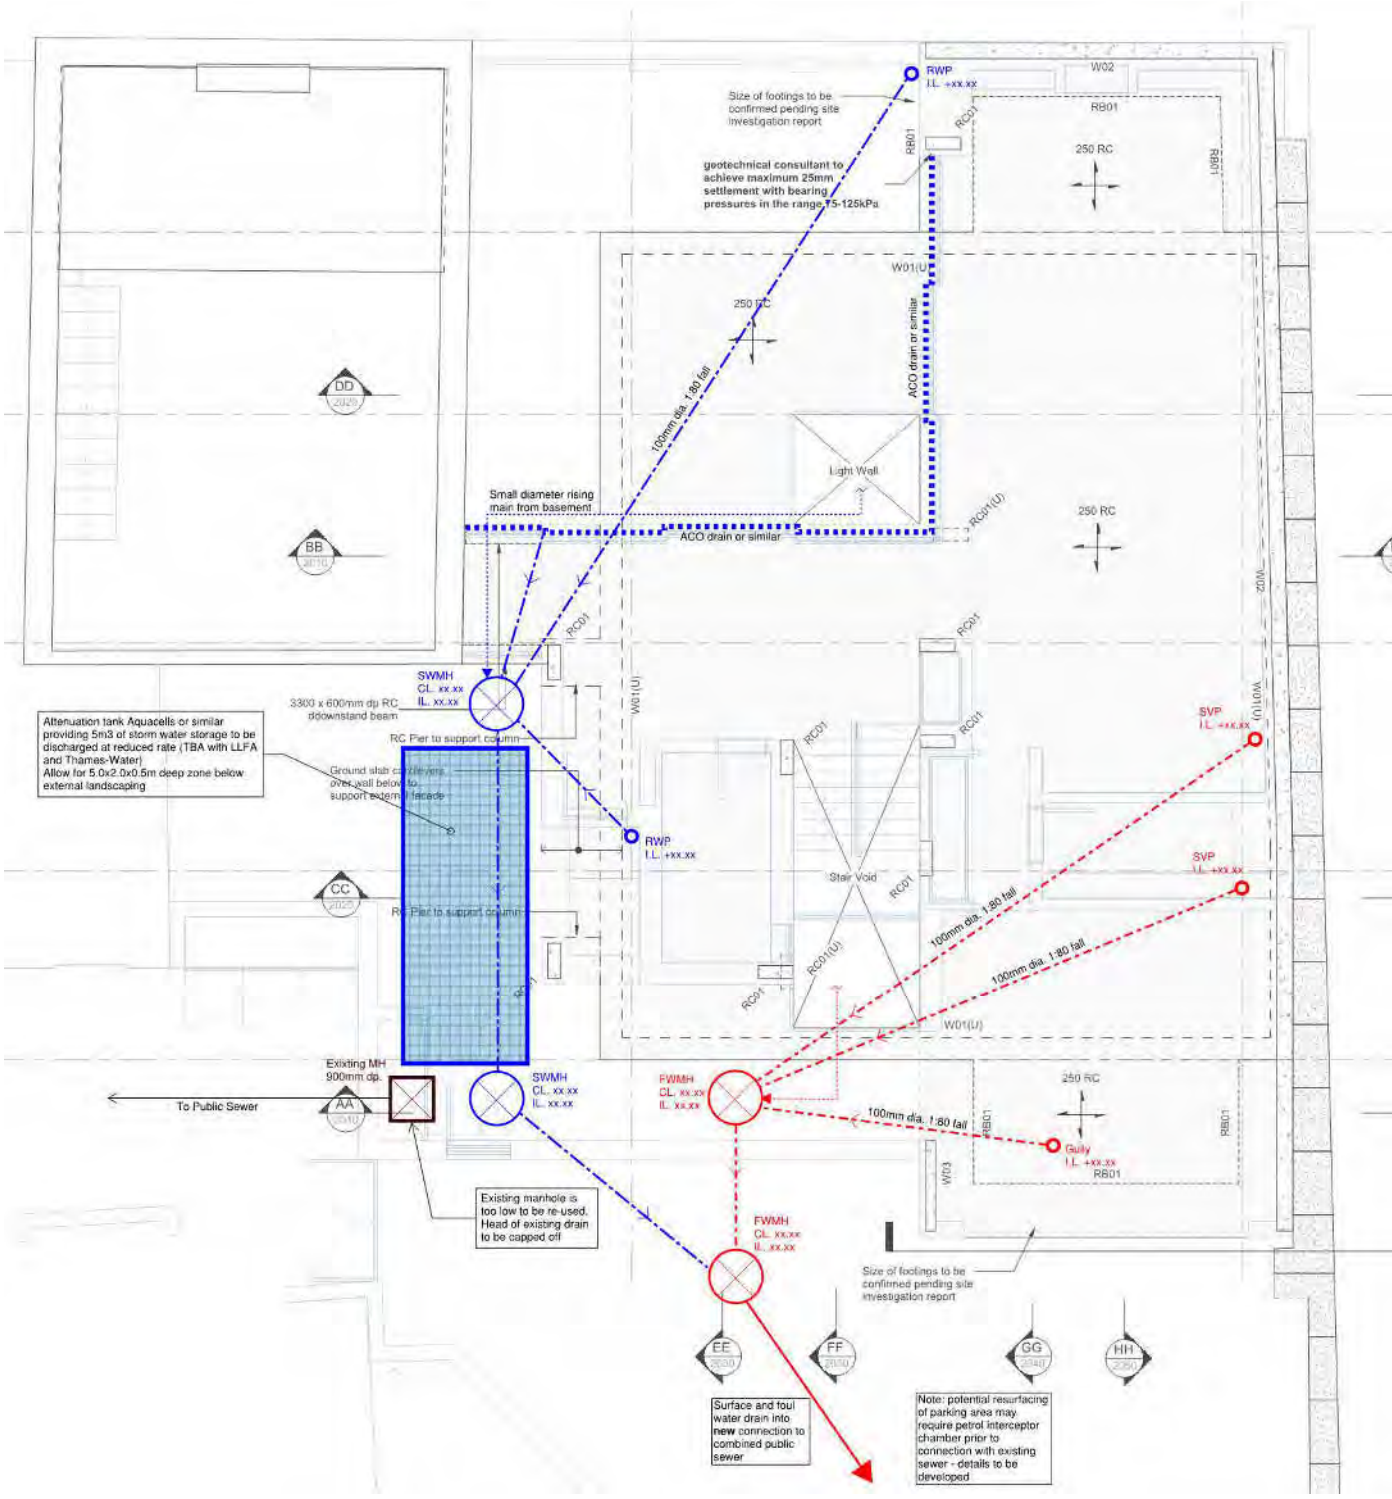 RWP
I.L. +xx.xx
W02
RB01
RC01
RB01
RB01
250 RC
Size of footings to be
confirmed pending site
investigation report
geotechnical consultant to
achieve maximum 25mm
settlement with bearing
pressures in the range 75-125kPa
W01(U)
250 RC
ACO drain or similar
100mm dia. 1:80 fall
DD
2020
Light Well
Small diameter rising
main from basement
ACO drain or similar
RC01(U)
250 RC
BB
2010
W02
RC01
RC01
SWMH
CL. xx.xx
IL. xx.xx
3300 x 600mm dp RC
ddownstand beam
W01(U)
W01(U)
RC Pier to support column
RC01
RC01
SVP
I.L. +xx.xx
Attenuation tank Aquacells or similar
providing 5m3 of storm water storage to be
discharged at reduced rate (TBA with LLFA
and Thames-Water)
Allow for 5.0x2.0x0.5m deep zone below
external landscaping
Ground slab cantilevers
over wall below to
support external facade
RWP
I.L. +xx.xx
SVP
I.L. +xx.xx
Stair Void
RC01
CC
2020
RC Pier to support column
100mm dia. 1:80 fall
100mm dia. 1:80 fall
RC01(U)
RC01
RC01
W01(U)
Existing MH
900mm dp.
SWMH
CL. xx.xx
IL. xx.xx
FWMH
CL. xx.xx
IL. xx.xx
250 RC
To Public Sewer
AA
2010
100mm dia. 1:80 fall
RB01
RB01
Gully
I.L. +xx.xx
RB01
W03
Existing manhole is
too low to be re-used.
Head of existing drain
to be capped off
FWMH
CL. xx.xx
IL. xx.xx
Size of footings to be
confirmed pending site
investigation report
EE
2030
FF
2030
GG
2040
HH
2050
Surface and foul
water drain into
new connection to
combined public
sewer
Note: potential resurfacing
of parking area may
require petrol interceptor
chamber prior to
connection with existing
sewer - details to be
developed